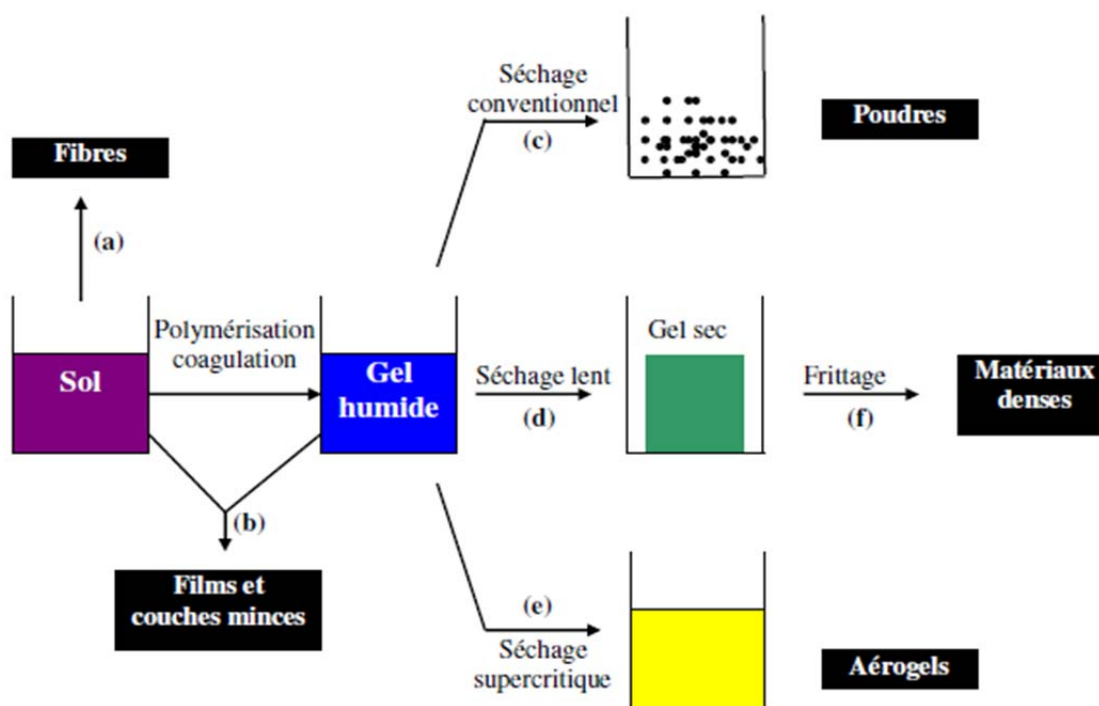 Séchage
conventionnel
(c)
Poudres
Fibres
(a)
Sol
Polymérisation
coagulation
Gel
humide
Séchage lent
(d)
Gel sec
Frittage
(f)
Matériaux
denses
(b)
Films et
couches minces
(e)
Séchage
supercritique
Aérogels